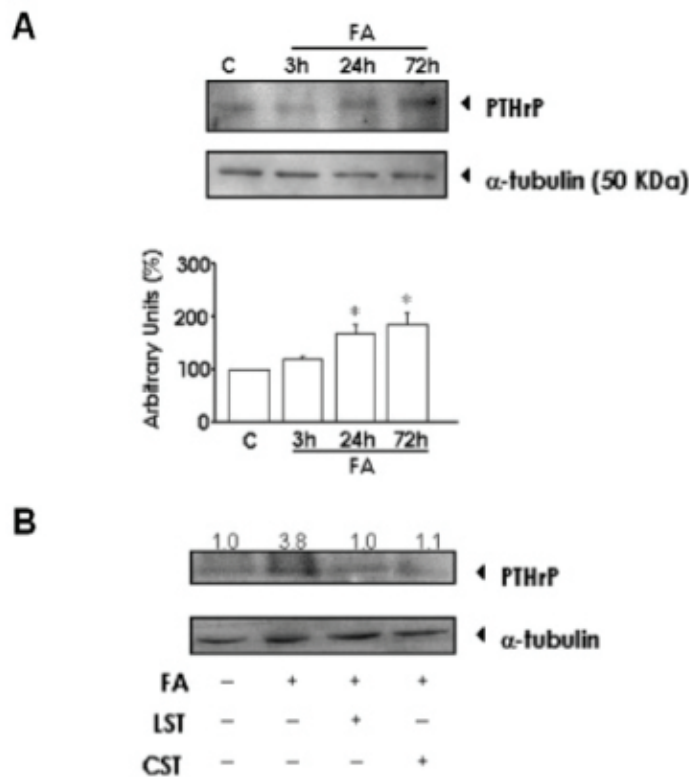 A
FA
C 3h 24h 72h
PTHrP
α-tubulin (50 KDa)
Arbitrary Units (%)
300
200
100
0
* *
C 3h 24h 72h
FA
B
1.0 3.8 1.0 1.1
PTHrP
α-tubulin
FA – + + +
LST – – + –
CST – – – +